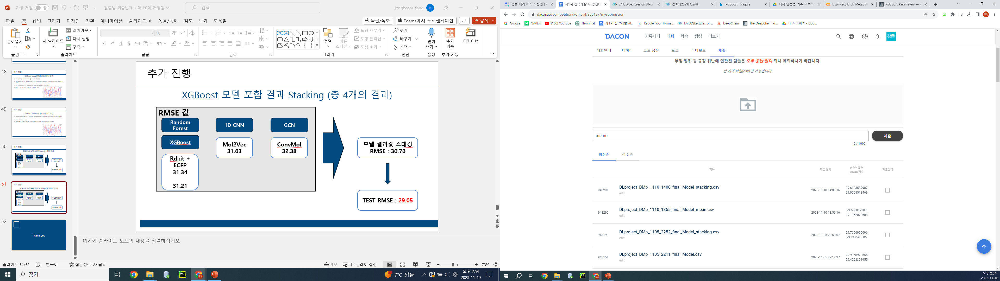 자동 저장
끔
강종범_최종발표 • 이 PC에 저장됨
검색
Jongbeom Kang
JK
파일 홈 삽입 그리기 디자인 전환 애니메이션 슬라이드 쇼 녹음/녹화 검토 보기 도움말
녹음/녹화
Teams에서 프레젠테이션
공유
붙여넣기
클립보드
새 슬라이드
레이아웃
다시 설정
구역
슬라이드
18
글꼴
단락
정렬
빠른 스타일
도형 채우기
도형 윤곽선
도형 효과
그리기
찾기
바꾸기
선택
편집
받아쓰기
음성
추가 기능
추가 기능
디자이너
48
49
50
51
52
Thank you
추가 진행
XGBoost 모델 포함 결과 Stacking (총 4개의 결과)
RMSE 값
Random Forest
XGBoost
Rdkit + ECFP
31.34
31.21
1D CNN
Mol2Vec
31.63
GCN
ConvMol
32.38
모델 결과값 스태킹
RMSE : 30.76
TEST RMSE : 29.05
여기에 슬라이드 노트의 내용을 입력하십시오
슬라이드 51/52
한국어
접근성: 조사 필요
메모
디스플레이 설정
73%
찾기
7°C 맑음
오후 2:54
2023-11-10
땡큐 베리 매치 사람인
제1회 신약개발 AI 경진대
LAIDD(Lectures on AI-dr
강좌: [2023] QSAR
XGBoost | Kaggle
대사 안정성 예측 프로젝
DLproject_Drug Metabol
XGBoost Parameters
dacon.io/competitions/official/236127/mysubmission
Google
NAVER
(160) YouTube
New chat
제1회 신약개발 AI...
Kaggle: Your Home...
LAIDD(Lectures on...
DeepChem
The DeepChem Pr...
내 드라이브 - Goo...
DACON
커뮤니티 대회 학습 랭킹 더보기
강종
대회안내 데이터 코드 공유 토크 리더보드 제출
부정 행위 등 규정 위반에 연관된 팀들은 모두 동반 탈락 되니 유의하시기 바랍니다.
한 개의 파일(csv)만 가능합니다.
memo
제출
0 / 1000
최신순 점수순
제목
제출 일시
public점수
private점수
제출선택
948291
DLproject_DMp_1110_1400_final_Model_stacking.csv
edit
2023-11-10 14:01:16
29.6103589907
29.0568513469
948290
DLproject_DMp_1110_1355_final_Model_mean.csv
edit
2023-11-10 13:56:16
29.660817387
29.1362078688
943190
DLproject_DMp_1105_2252_final_Model_stacking.csv
edit
2023-11-05 22:53:07
29.7606000096
29.247595506
943151
DLproject_DMp_1105_2211_final_Model.csv
edit
2023-11-05 22:12:37
29.9358970656
29.4258391955
오후 2:54
2023-11-10